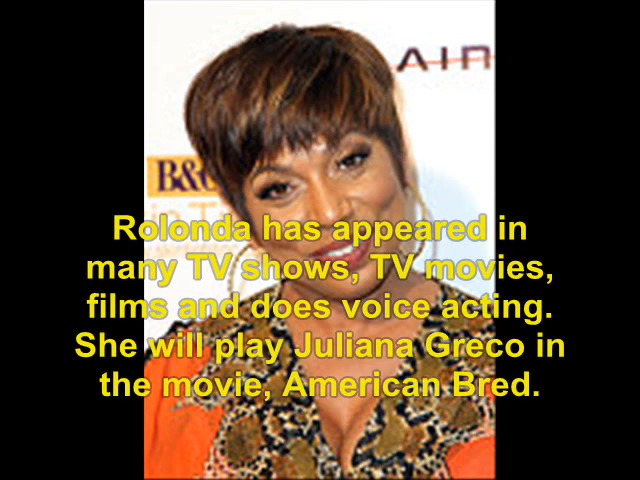 AIR
B&C
Rolonda has appeared in
many TV shows, TV movies,
films and does voice acting.
She will play Juliana Greco in
the movie, American Bred.